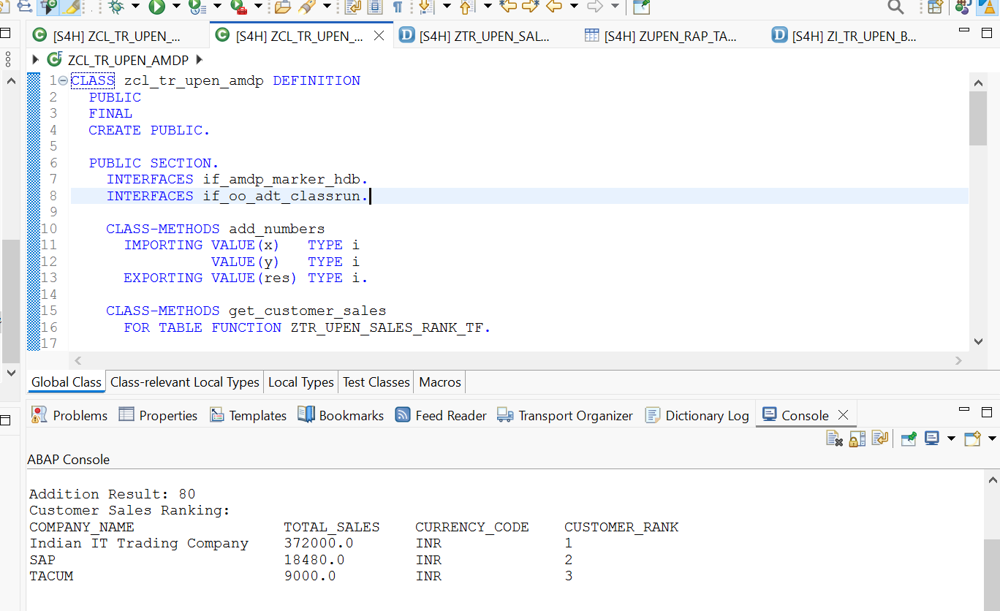 [S4H] ZCL_TR_UPEN_...
[S4H] ZCL_TR_UPEN_...
[S4H] ZTR_UPEN_SAL...
[S4H] ZUPEN_RAP_TA...
[S4H] ZI_TR_UPEN_B...
ZCL_TR_UPEN_AMDP
1 CLASS zcl_tr_upen_amdp DEFINITION
2 PUBLIC
3 FINAL
4 CREATE PUBLIC.
5
6 PUBLIC SECTION.
7 INTERFACES if_amdp_marker_hdb.
8 INTERFACES if_oo_adt_classrun.
9
10 CLASS-METHODS add_numbers
11 IMPORTING VALUE(x) TYPE i
12 VALUE(y) TYPE i
13 EXPORTING VALUE(res) TYPE i.
14
15 CLASS-METHODS get_customer_sales
16 FOR TABLE FUNCTION ZTR_UPEN_SALES_RANK_TF.
17
Global Class Class-relevant Local Types Local Types Test Classes Macros
Problems Properties Templates Bookmarks Feed Reader Transport Organizer Dictionary Log Console
ABAP Console
Addition Result: 80
Customer Sales Ranking:
COMPANY_NAME TOTAL_SALES CURRENCY_CODE CUSTOMER_RANK
Indian IT Trading Company 372000.0 INR 1
SAP 18480.0 INR 2
TACUM 9000.0 INR 3